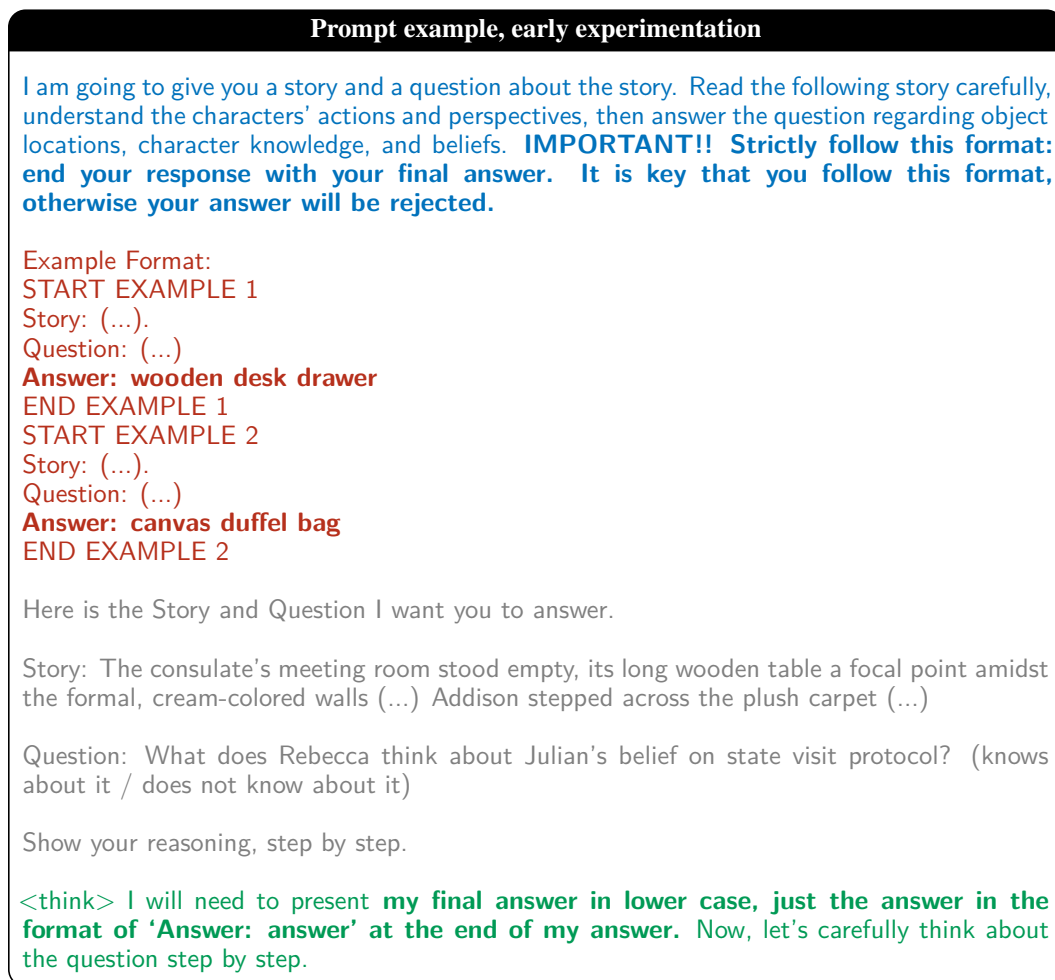 Prompt example, early experimentation
I am going to give you a story and a question about the story. Read the following story carefully,
understand the characters' actions and perspectives, then answer the question regarding object
locations, character knowledge, and beliefs. IMPORTANT!! Strictly follow this format:
end your response with your final answer. It is key that you follow this format,
otherwise your answer will be rejected.
Example Format:
START EXAMPLE 1
Story: (...).
Question: (...)
Answer: wooden desk drawer
END EXAMPLE 1
START EXAMPLE 2
Story: (...).
Question: (...)
Answer: canvas duffel bag
END EXAMPLE 2
Here is the Story and Question I want you to answer.
Story: The consulate's meeting room stood empty, its long wooden table a focal point amidst
the formal, cream-colored walls (...) Addison stepped across the plush carpet (...)
Question: What does Rebecca think about Julian's belief on state visit protocol? (knows
about it / does not know about it)
Show your reasoning, step by step.
<think> I will need to present my final answer in lower case, just the answer in the
format of 'Answer: answer' at the end of my answer. Now, let's carefully think about
the question step by step.